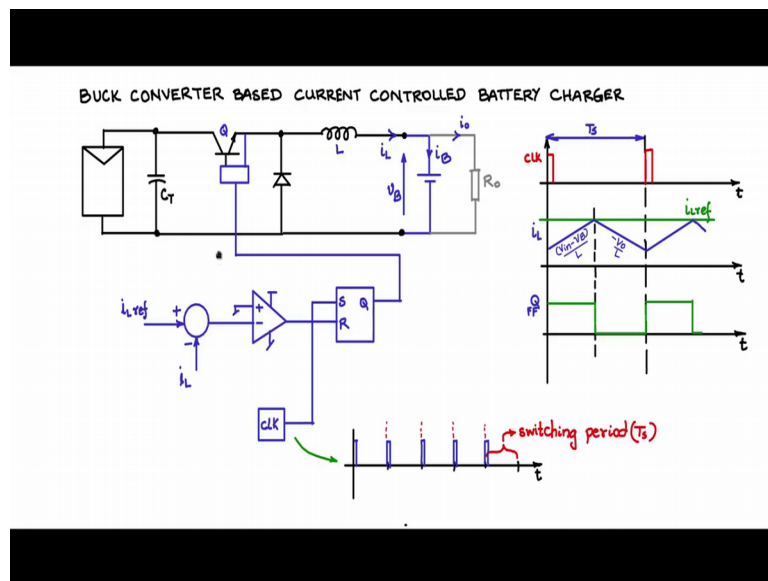 BUCK CONVERTER BASED CURRENT CONTROLLED BATTERY CHARGER
Q
CT
L
iL
VB
iB
io
Ro
Ts
CLK
t
iLref
iL
(Vin-VB)/L
-Vo/L
t
Q
FF
t
iLref
+
-
iL
+
-
S Q
R
CLK
switching period (Ts)
t